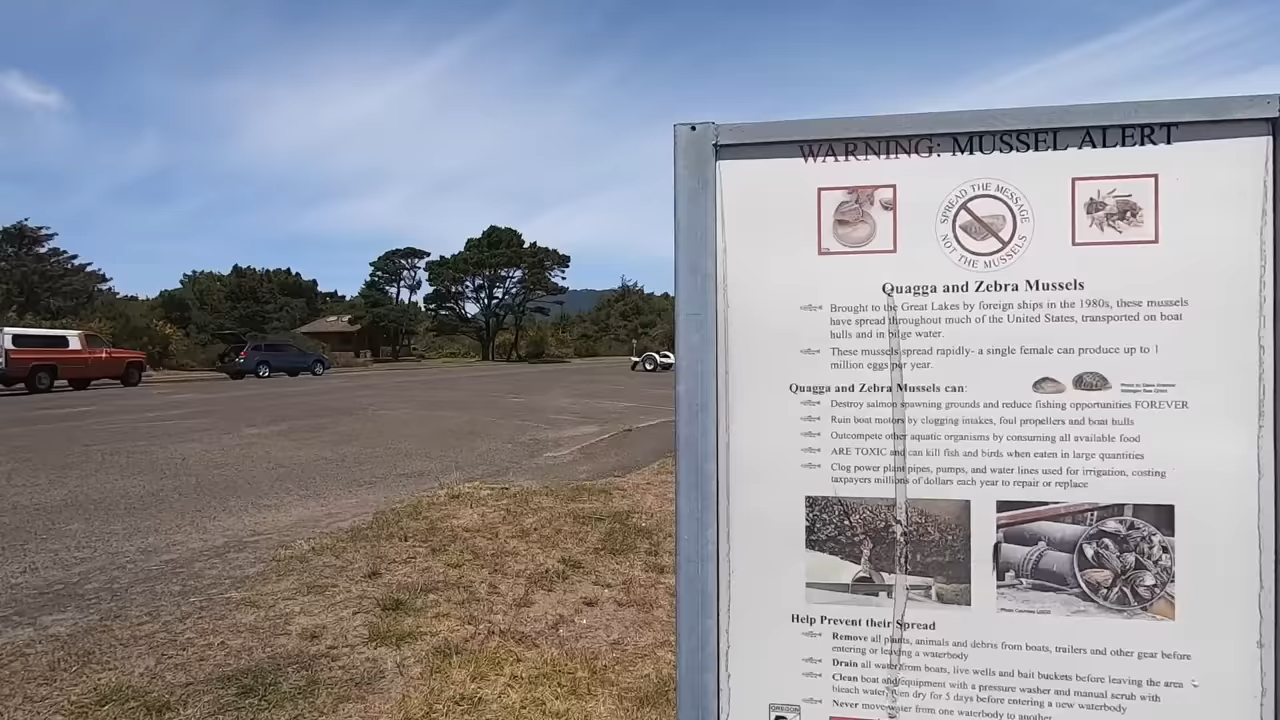 WARNING: MUSSEL ALERT
SPREAD THE MESSAGE
NOT THE MUSSELS
Quagga and Zebra Mussels
Brought to the Great Lakes by foreign ships in the 1980s, these mussels
have spread throughout much of the United States, transported on boat
hulls and in bilge water.
These mussels spread rapidly- a single female can produce up to 1
million eggs per year.
Quagga and Zebra Mussels can:
Destroy salmon spawning grounds and reduce fishing opportunities FOREVER
Ruin boat motors by clogging intakes, foul propellers and boat hulls
Outcompete other aquatic organisms by consuming all available food
ARE TOXIC and can kill fish and birds when eaten in large quantities
Clog power plant pipes, pumps, and water lines used for irrigation, costing
taxpayers millions of dollars each year to repair or replace
Photo Courtesy USGS
Help Prevent their Spread
Remove all plants, animals and debris from boats, trailers and other gear before
entering or leaving a waterbody
Drain all water from boats, live wells and bait buckets before leaving the area
Clean boat and equipment with a pressure washer and manual scrub with
bleach water, then dry for 5 days before entering a new waterbody
Never move water from one waterbody to another
OREGON